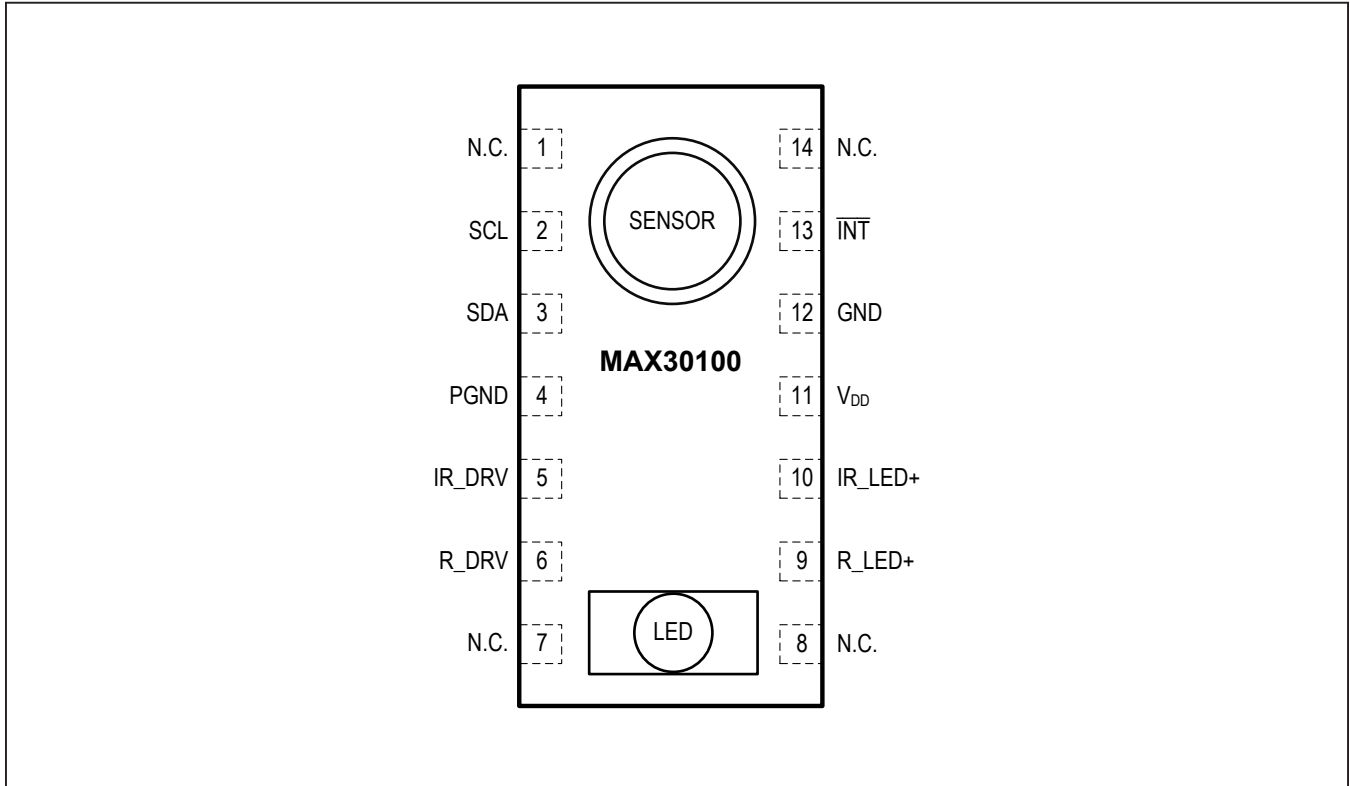 N.C. 1
14 N.C.
SENSOR
SCL 2
13 I̅N̅T̅
SDA 3
12 GND
MAX30100
PGND 4
11 VDD
IR_DRV 5
10 IR_LED+
R_DRV 6
9 R_LED+
LED
N.C. 7
8 N.C.